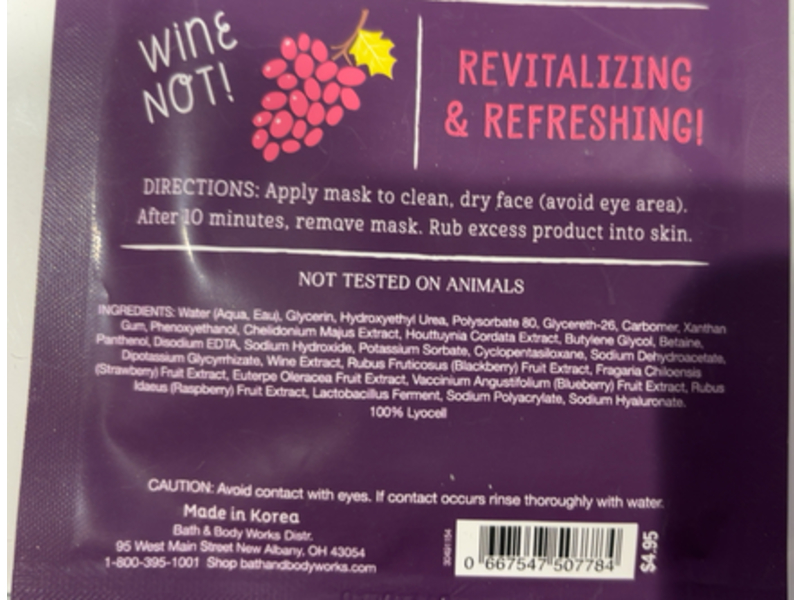 WINE
NOT!
REVITALIZING
& REFRESHING!
DIRECTIONS: Apply mask to clean, dry face (avoid eye area).
After 10 minutes, remove mask. Rub excess product into skin.
NOT TESTED ON ANIMALS
INGREDIENTS: Water (Aqua, Eau), Glycerin, Hydroxyethyl Urea, Polysorbate 80, Glycereth-26, Carbomer, Xanthan
Gum, Phenoxyethanol, Chelidonium Majus Extract, Houttuynia Cordata Extract, Butylene Glycol, Betaine,
Panthenol, Disodium EDTA, Sodium Hydroxide, Potassium Sorbate, Cyclopentasiloxane, Sodium Dehydroacetate,
Dipotassium Glycyrrhizate, Wine Extract, Rubus Fruticosus (Blackberry) Fruit Extract, Fragaria Chiloensis
(Strawberry) Fruit Extract, Euterpe Oleracea Fruit Extract, Vaccinium Angustifolium (Blueberry) Fruit Extract, Rubus
Idaeus (Raspberry) Fruit Extract, Lactobacillus Ferment, Sodium Polyacrylate, Sodium Hyaluronate.
100% Lyocell
CAUTION: Avoid contact with eyes. If contact occurs rinse thoroughly with water.
Made in Korea
Bath & Body Works Distr.
95 West Main Street New Albany, OH 43054
1-800-395-1001 Shop bathandbodyworks.com
0 667547 507784
$4.95